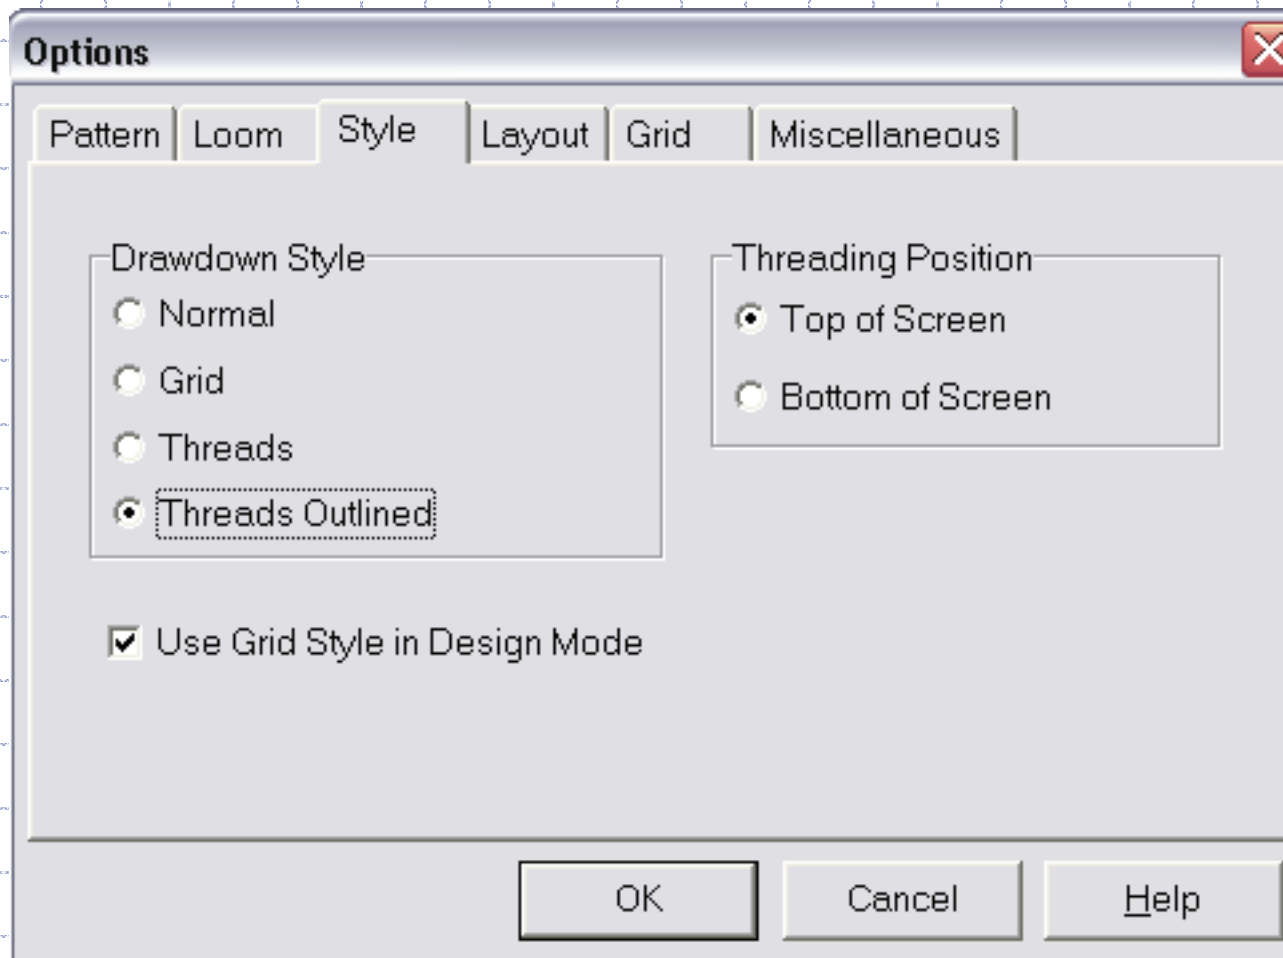 Options
Pattern Loom Style Layout Grid Miscellaneous
Drawdown Style
Normal
Grid
Threads
Threads Outlined
Threading Position
Top of Screen
Bottom of Screen
Use Grid Style in Design Mode
OK Cancel Help